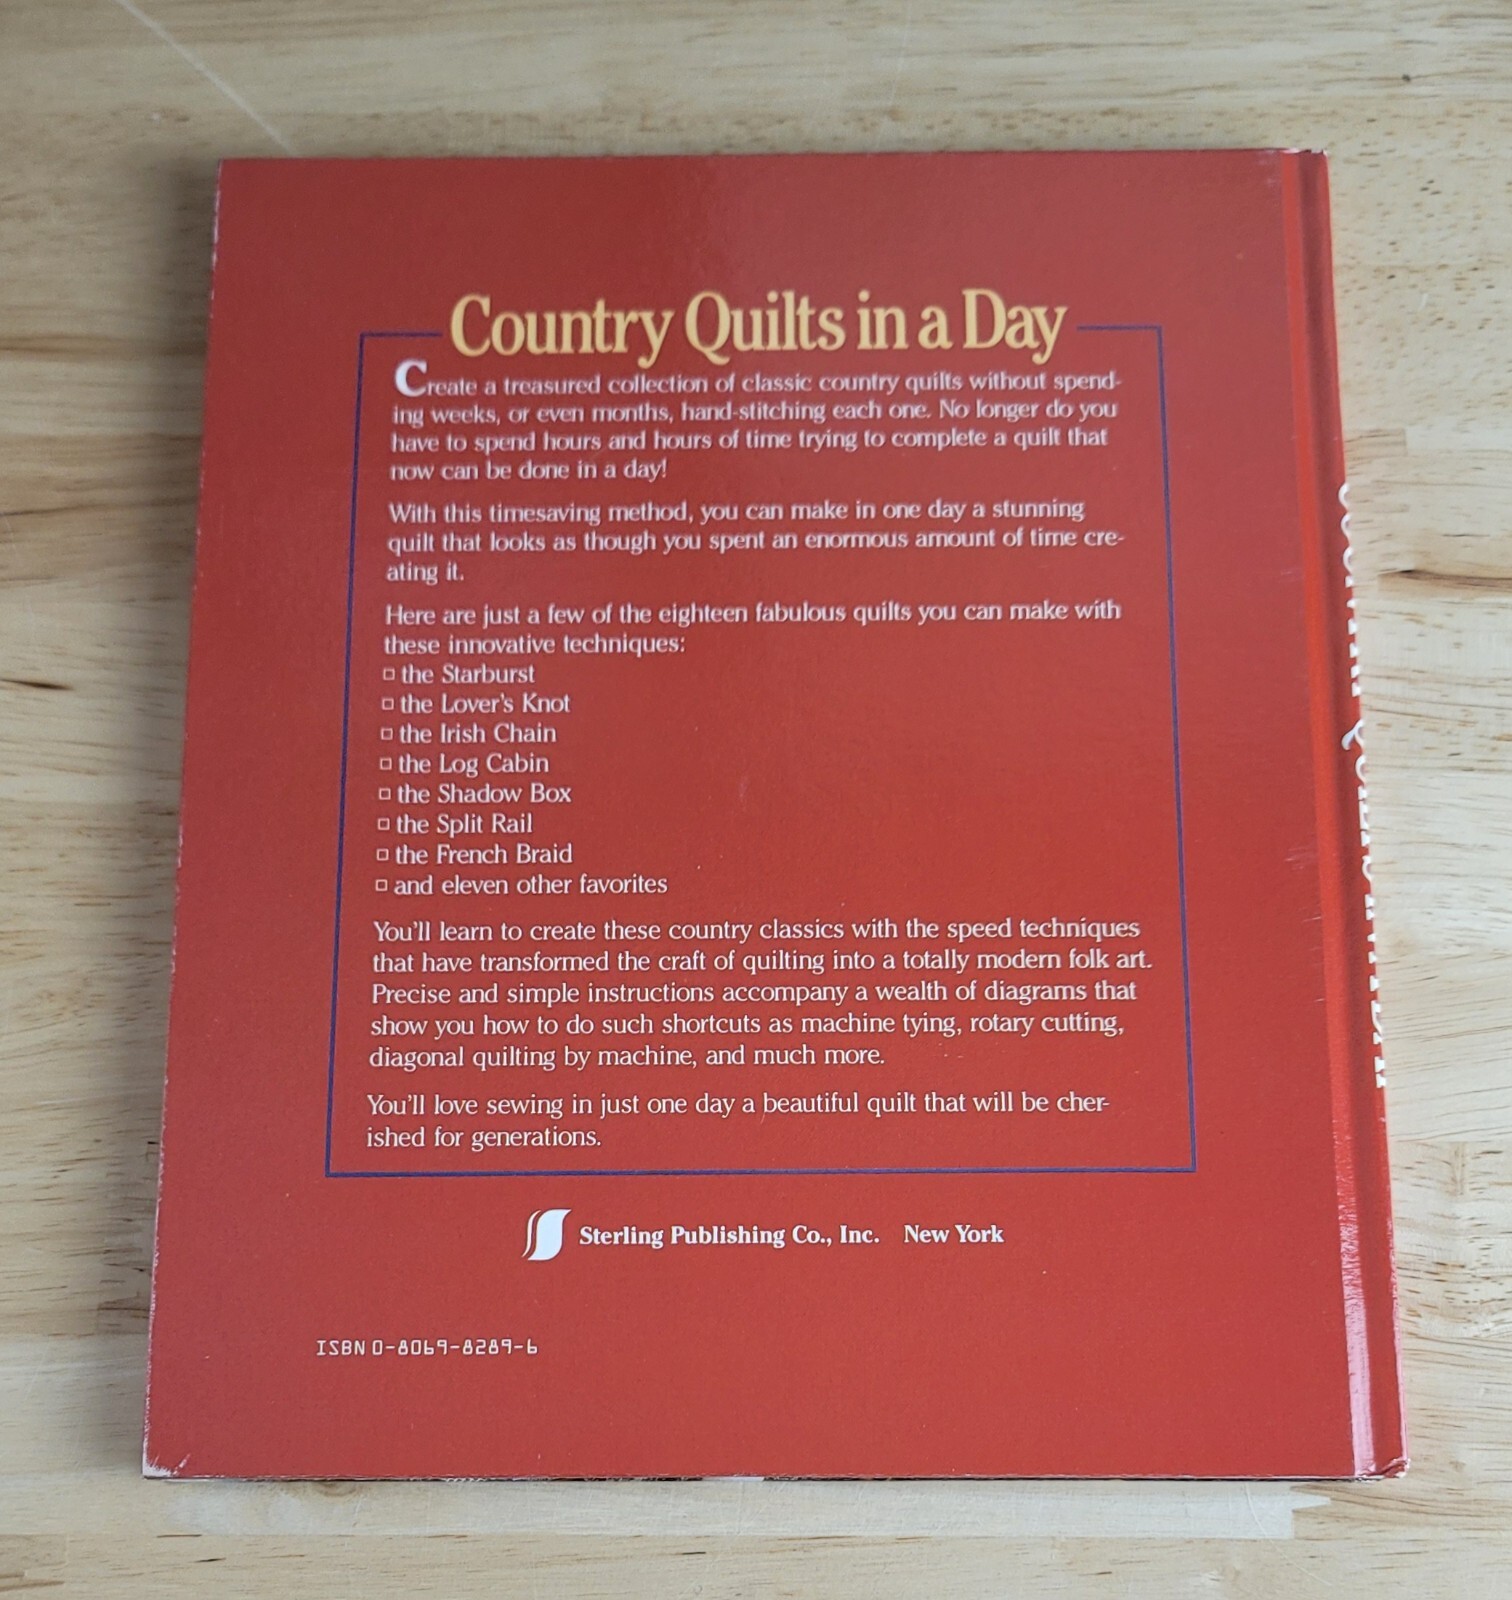 Country Quilts in a Day
Create a treasured collection of classic country quilts without spend-
ing weeks, or even months, hand-stitching each one. No longer do you
have to spend hours and hours of time trying to complete a quilt that
now can be done in a day!
With this timesaving method, you can make in one day a stunning
quilt that looks as though you spent an enormous amount of time cre-
ating it.
Here are just a few of the eighteen fabulous quilts you can make with
these innovative techniques:
□ the Starburst
□ the Lover's Knot
□ the Irish Chain
□ the Log Cabin
□ the Shadow Box
□ the Split Rail
□ the French Braid
□ and eleven other favorites
You'll learn to create these country classics with the speed techniques
that have transformed the craft of quilting into a totally modern folk art.
Precise and simple instructions accompany a wealth of diagrams that
show you how to do such shortcuts as machine tying, rotary cutting,
diagonal quilting by machine, and much more.
You'll love sewing in just one day a beautiful quilt that will be cher-
ished for generations.
Sterling Publishing Co., Inc. New York
ISBN 0-8069-8289-6